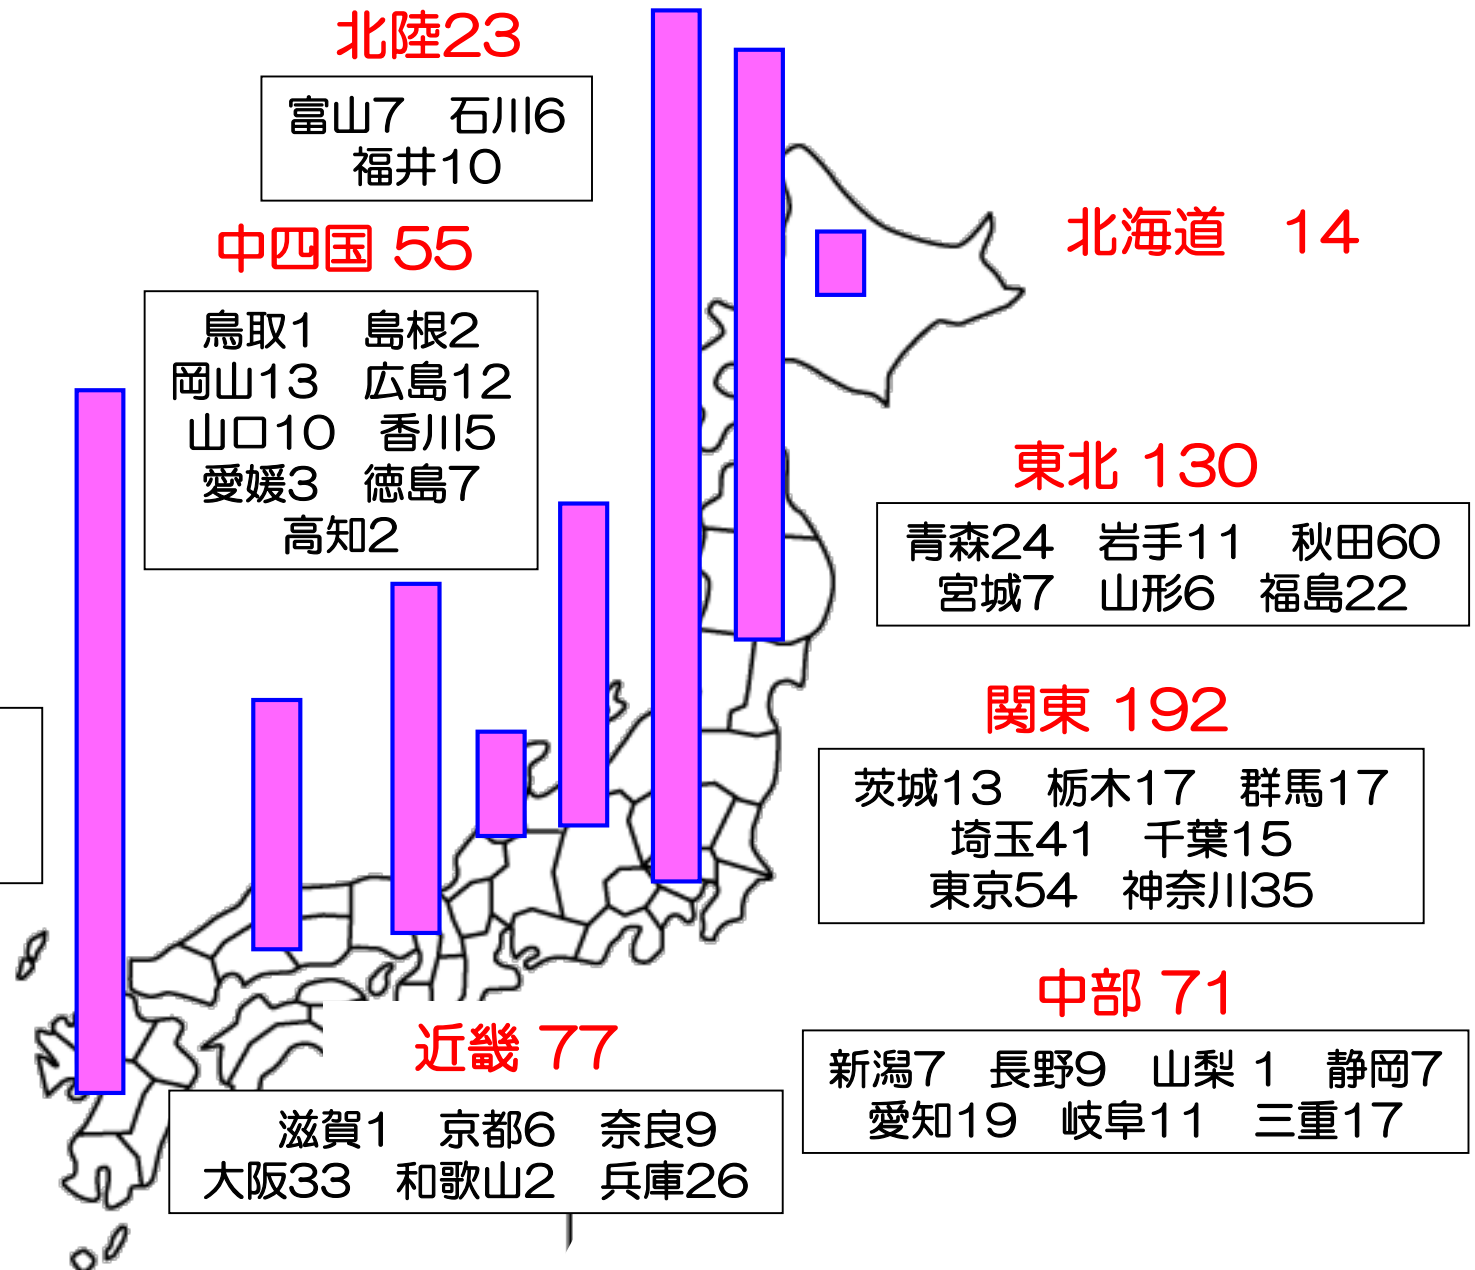 北陸23
富山7　石川6
福井10
中四国 55
鳥取1　島根2
岡山13　広島12
山口10　香川5
愛媛3　徳島7
高知2
北海道　14
東北 130
青森24　岩手11　秋田60
宮城7　山形6　福島22
関東 192
茨城13　栃木17　群馬17
埼玉41　千葉15
東京54　神奈川35
中部 71
新潟7　長野9　山梨 1　静岡7
愛知19　岐阜11　三重17
近畿 77
滋賀1　京都6　奈良9
大阪33　和歌山2　兵庫26